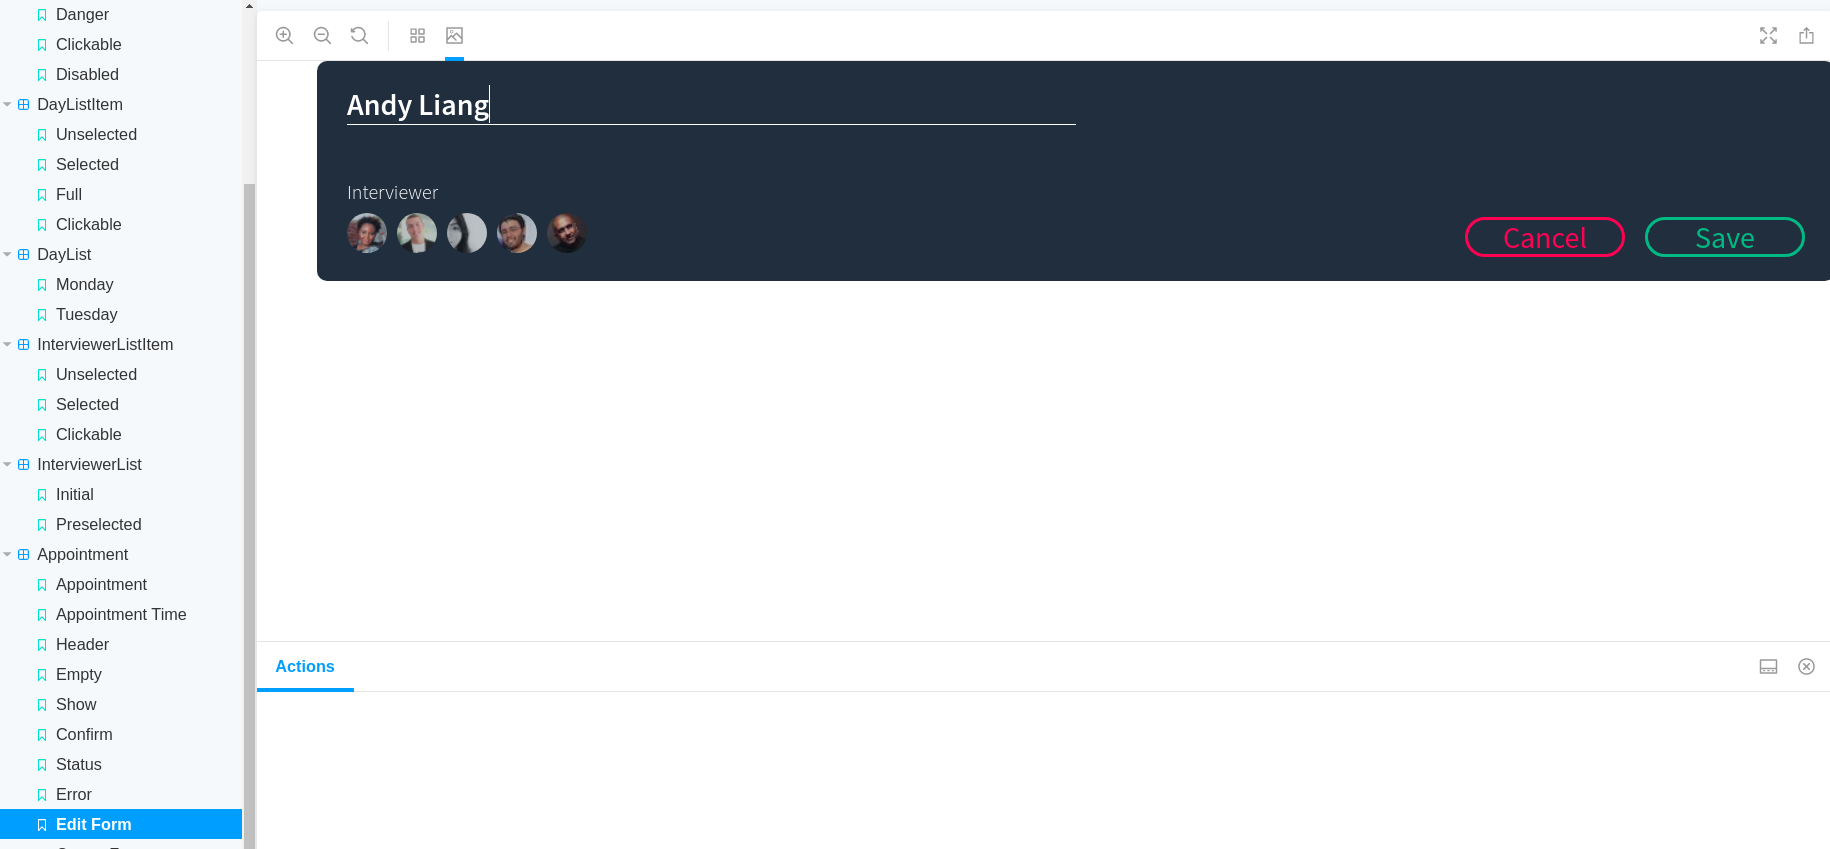 Danger
Clickable
Disabled
DayListItem
Unselected
Selected
Full
Clickable
DayList
Monday
Tuesday
InterviewerListItem
Unselected
Selected
Clickable
InterviewerList
Initial
Preselected
Appointment
Appointment
Appointment Time
Header
Empty
Show
Confirm
Status
Error
Edit Form
Andy Liang
Interviewer
Cancel
Save
Actions